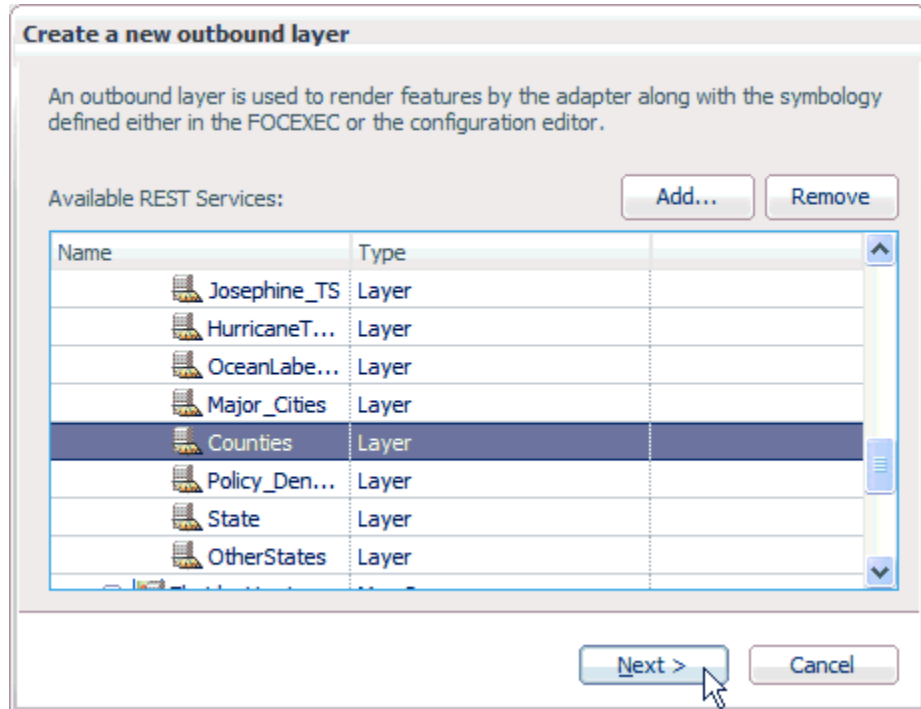 Create a new outbound layer
An outbound layer is used to render features by the adapter along with the symbology
defined either in the FOCEXEC or the configuration editor.
Available REST Services:
Add...
Remove
Name Type
Josephine_TS Layer
HurricaneT... Layer
OceanLabe... Layer
Major_Cities Layer
Counties Layer
Policy_Den... Layer
State Layer
OtherStates Layer
Next >
Cancel